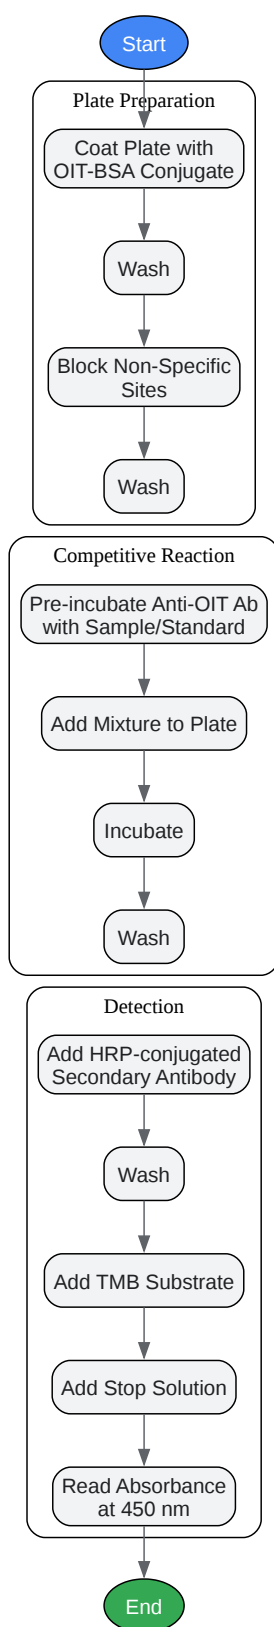 Start
Plate Preparation
Coat Plate with
OIT-BSA Conjugate
Wash
Block Non-Specific
Sites
Wash
Competitive Reaction
Pre-incubate Anti-OIT Ab
with Sample/Standard
Add Mixture to Plate
Incubate
Wash
Detection
Add HRP-conjugated
Secondary Antibody
Wash
Add TMB Substrate
Add Stop Solution
Read Absorbance
at 450 nm
End